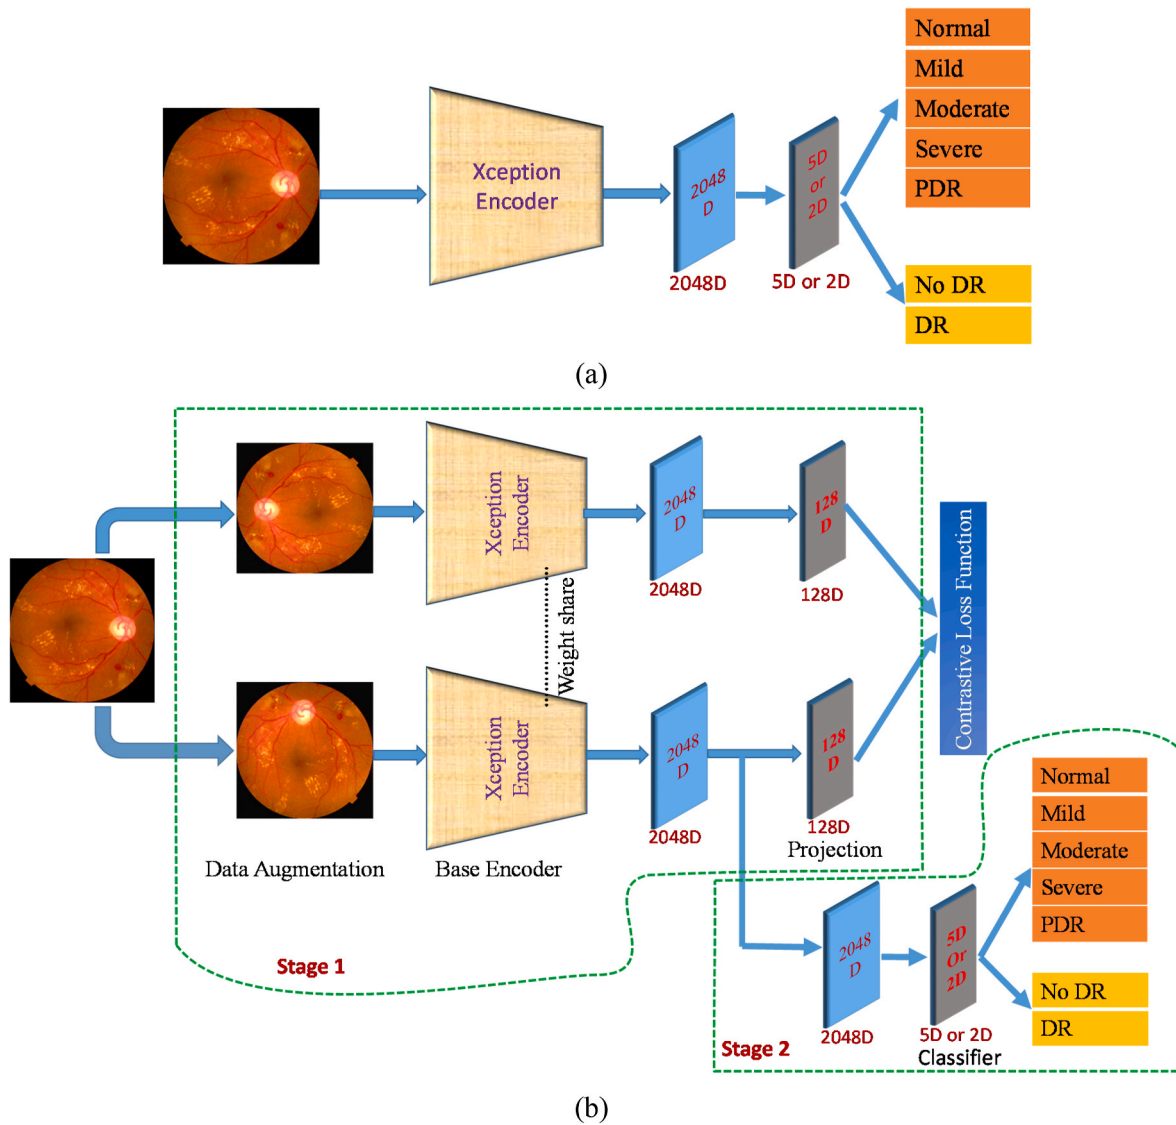 Normal
Mild
Moderate
Severe
PDR
Xception
Encoder
2048
D
5D
or
2D
2048D
5D or 2D
No DR
DR
(a)
Xception
Encoder
2048
D
128
D
2048D
128D
Weight share
Contrastive Loss Function
Xception
Encoder
2048
D
128
D
2048D
128D
Data Augmentation
Base Encoder
Projection
Stage 1
Normal
Mild
Moderate
Severe
PDR
2048
D
5D
Or
2D
No DR
DR
2048D
5D or 2D
Classifier
Stage 2
(b)